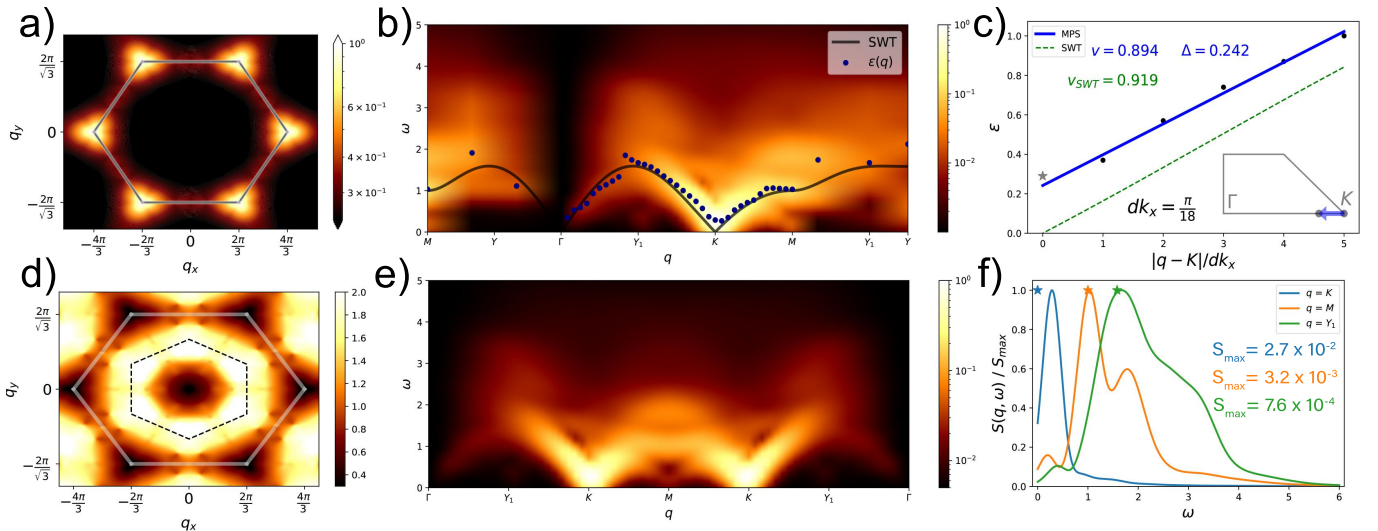 a)
2π/√3
0
−2π/√3
q_y
−4π/3 −2π/3 0 2π/3 4π/3
q_x
10^0
6 × 10^−1
4 × 10^−1
3 × 10^−1
b)
5
4
3
2
1
0
ω
SWT
ε(q)
M Y Γ Y_1 K M Y_1 Y
q
10^0
10^−1
10^−2
c)
ε
1.0
0.8
0.6
0.4
0.2
0.0
MPS
SWT
v = 0.894 Δ = 0.242
v_SWT = 0.919
dk_x = π/18
Γ K
0 1 2 3 4 5
|q − K|/dk_x
d)
2π/√3
0
−2π/√3
q_y
−4π/3 −2π/3 0 2π/3 4π/3
q_x
2.0
1.8
1.6
1.4
1.2
1.0
0.8
0.6
0.4
e)
5
4
3
2
1
0
ω
Γ Y_1 K M K Y_1 Γ
q
10^0
10^−1
10^−2
f)
1.0
0.8
0.6
0.4
0.2
0.0
S(q, ω) / S_max
q = K
q = M
q = Y_1
S_max = 2.7 x 10^-2
S_max = 3.2 x 10^-3
S_max = 7.6 x 10^-4
0 1 2 3 4 5 6
ω